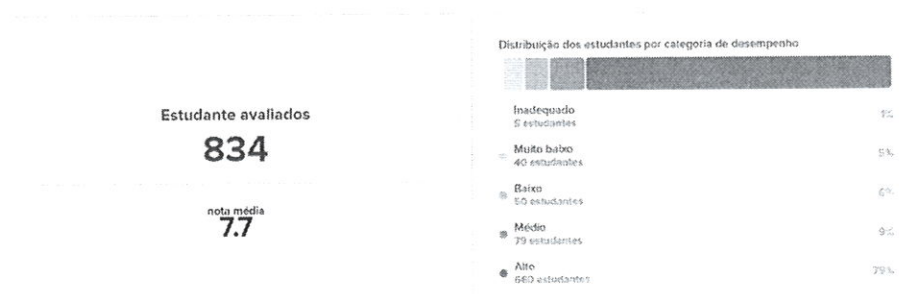 Estudante avaliados
834
nota média
7.7
Distribuição dos estudantes por categoria de desempenho
Inadequado
5 estudantes
1%
Muito baixo
40 estudantes
5%
Baixo
50 estudantes
6%
Médio
79 estudantes
9%
Alto
660 estudantes
79%